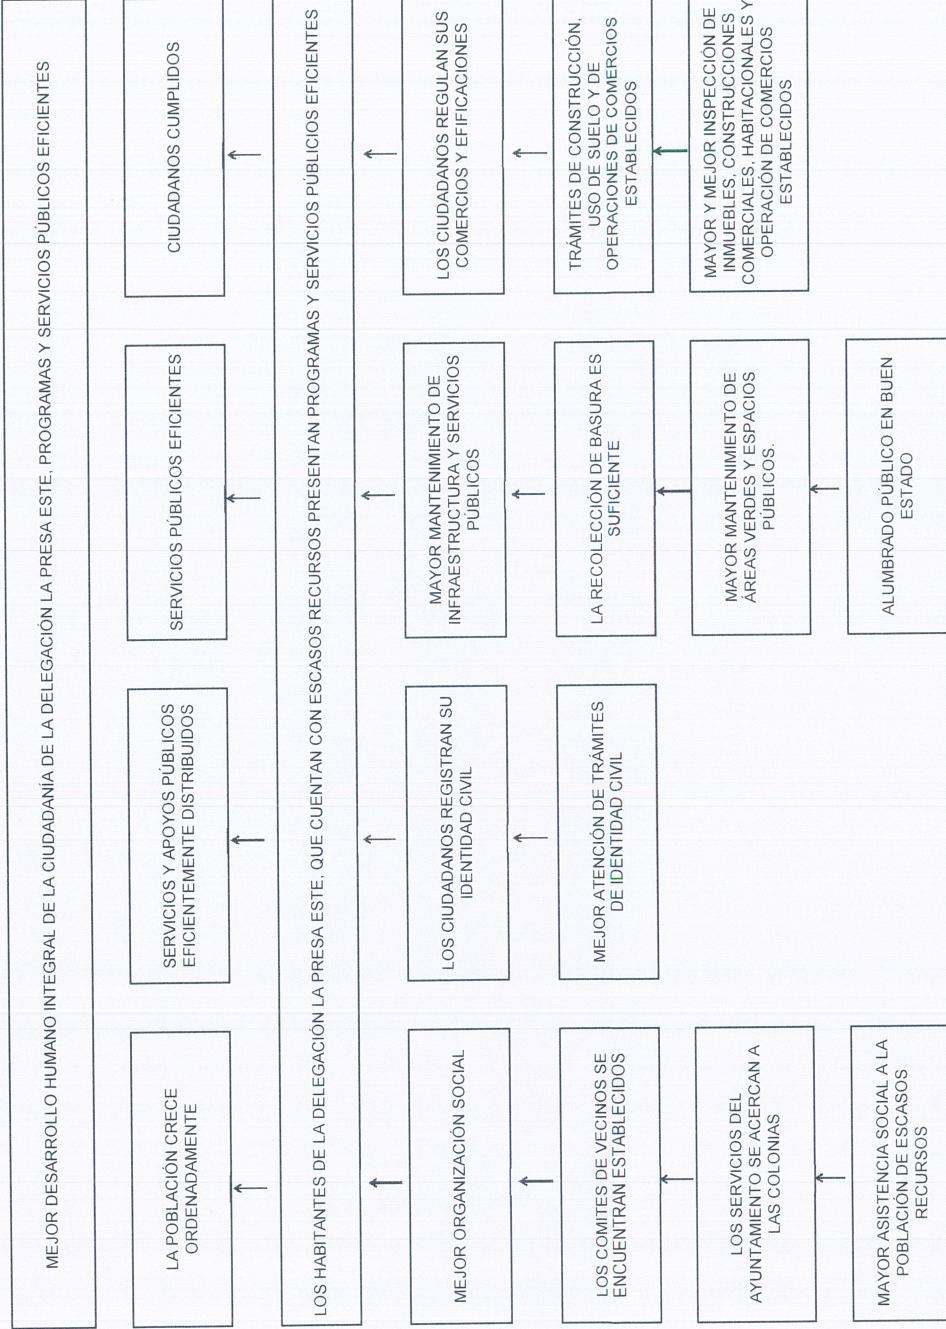 MEJOR DESARROLLO HUMANO INTEGRAL DE LA CIUDADANÍA DE LA DELEGACIÓN LA PRESA ESTE, PROGRAMAS Y SERVICIOS PÚBLICOS EFICIENTES
LA POBLACIÓN CRECE
ORDENADAMENTE
SERVICIOS Y APOYOS PÚBLICOS
EFICIENTEMENTE DISTRIBUIDOS
SERVICIOS PÚBLICOS EFICIENTES
CIUDADANOS CUMPLIDOS
LOS HABITANTES DE LA DELEGACIÓN LA PRESA ESTE, QUE CUENTAN CON ESCASOS RECURSOS PRESENTAN PROGRAMAS Y SERVICIOS PÚBLICIOS EFICIENTES
MEJOR ORGANIZACIÓN SOCIAL
LOS CIUDADANOS REGISTRAN SU
IDENTIDAD CIVIL
MAYOR MANTENIMIENTO DE
INFRAESTRUCTURA Y SERVICIOS
PÚBLICOS
LOS CIUDADANOS REGULAN SUS
COMERCIOS Y EFIFICACIONES
LOS COMITES DE VECINOS SE
ENCUENTRAN ESTABLECIDOS
MEJOR ATENCIÓN DE TRÁMITES
DE IDENTIDAD CIVIL
LA RECOLECCIÓN DE BASURA ES
SUFICIENTE
TRÁMITES DE CONSTRUCCIÓN,
USO DE SUELO Y DE
OPERACIONES DE COMERCIOS
ESTABLECIDOS
LOS SERVICIOS DEL
AYUNTAMIENTO SE ACERCAN A
LAS COLONIAS
MAYOR MANTENIMIENTO DE
ÁREAS VERDES Y ESPACIOS
PÚBLICOS.
MAYOR Y MEJOR INSPECCIÓN DE
INMUEBLES, CONSTRUCCIONES
COMERCIALES, HABITACIONALES Y
OPERACIÓN DE COMERCIOS
ESTABLECIDOS
MAYOR ASISTENCIA SOCIAL A LA
POBLACIÓN DE ESCASOS
RECURSOS
ALUMBRADO PÚBLICO EN BUEN
ESTADO